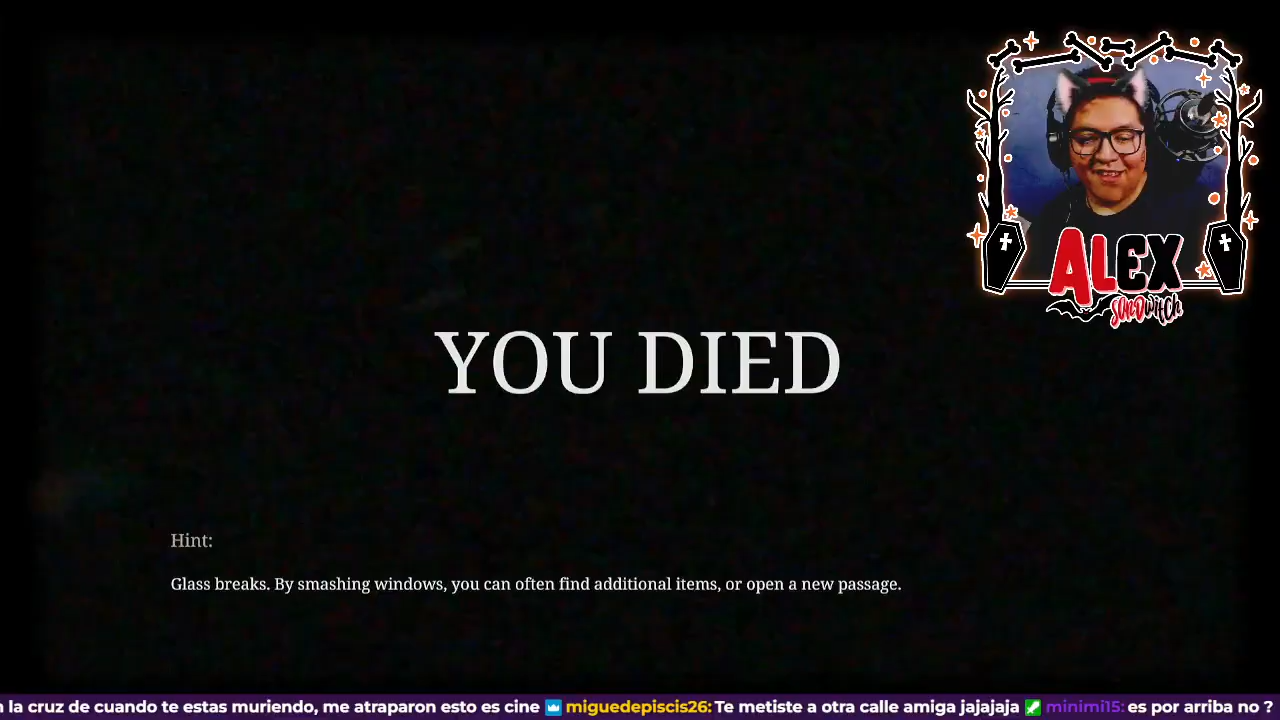 ALEX
SANDWITCH
YOU DIED
Hint:
Glass breaks. By smashing windows, you can often find additional items, or open a new passage.
la cruz de cuando te estas muriendo, me atraparon esto es cine miguedepiscis26: Te metiste a otra calle amiga jajajaja minimi15: es por arriba no ?